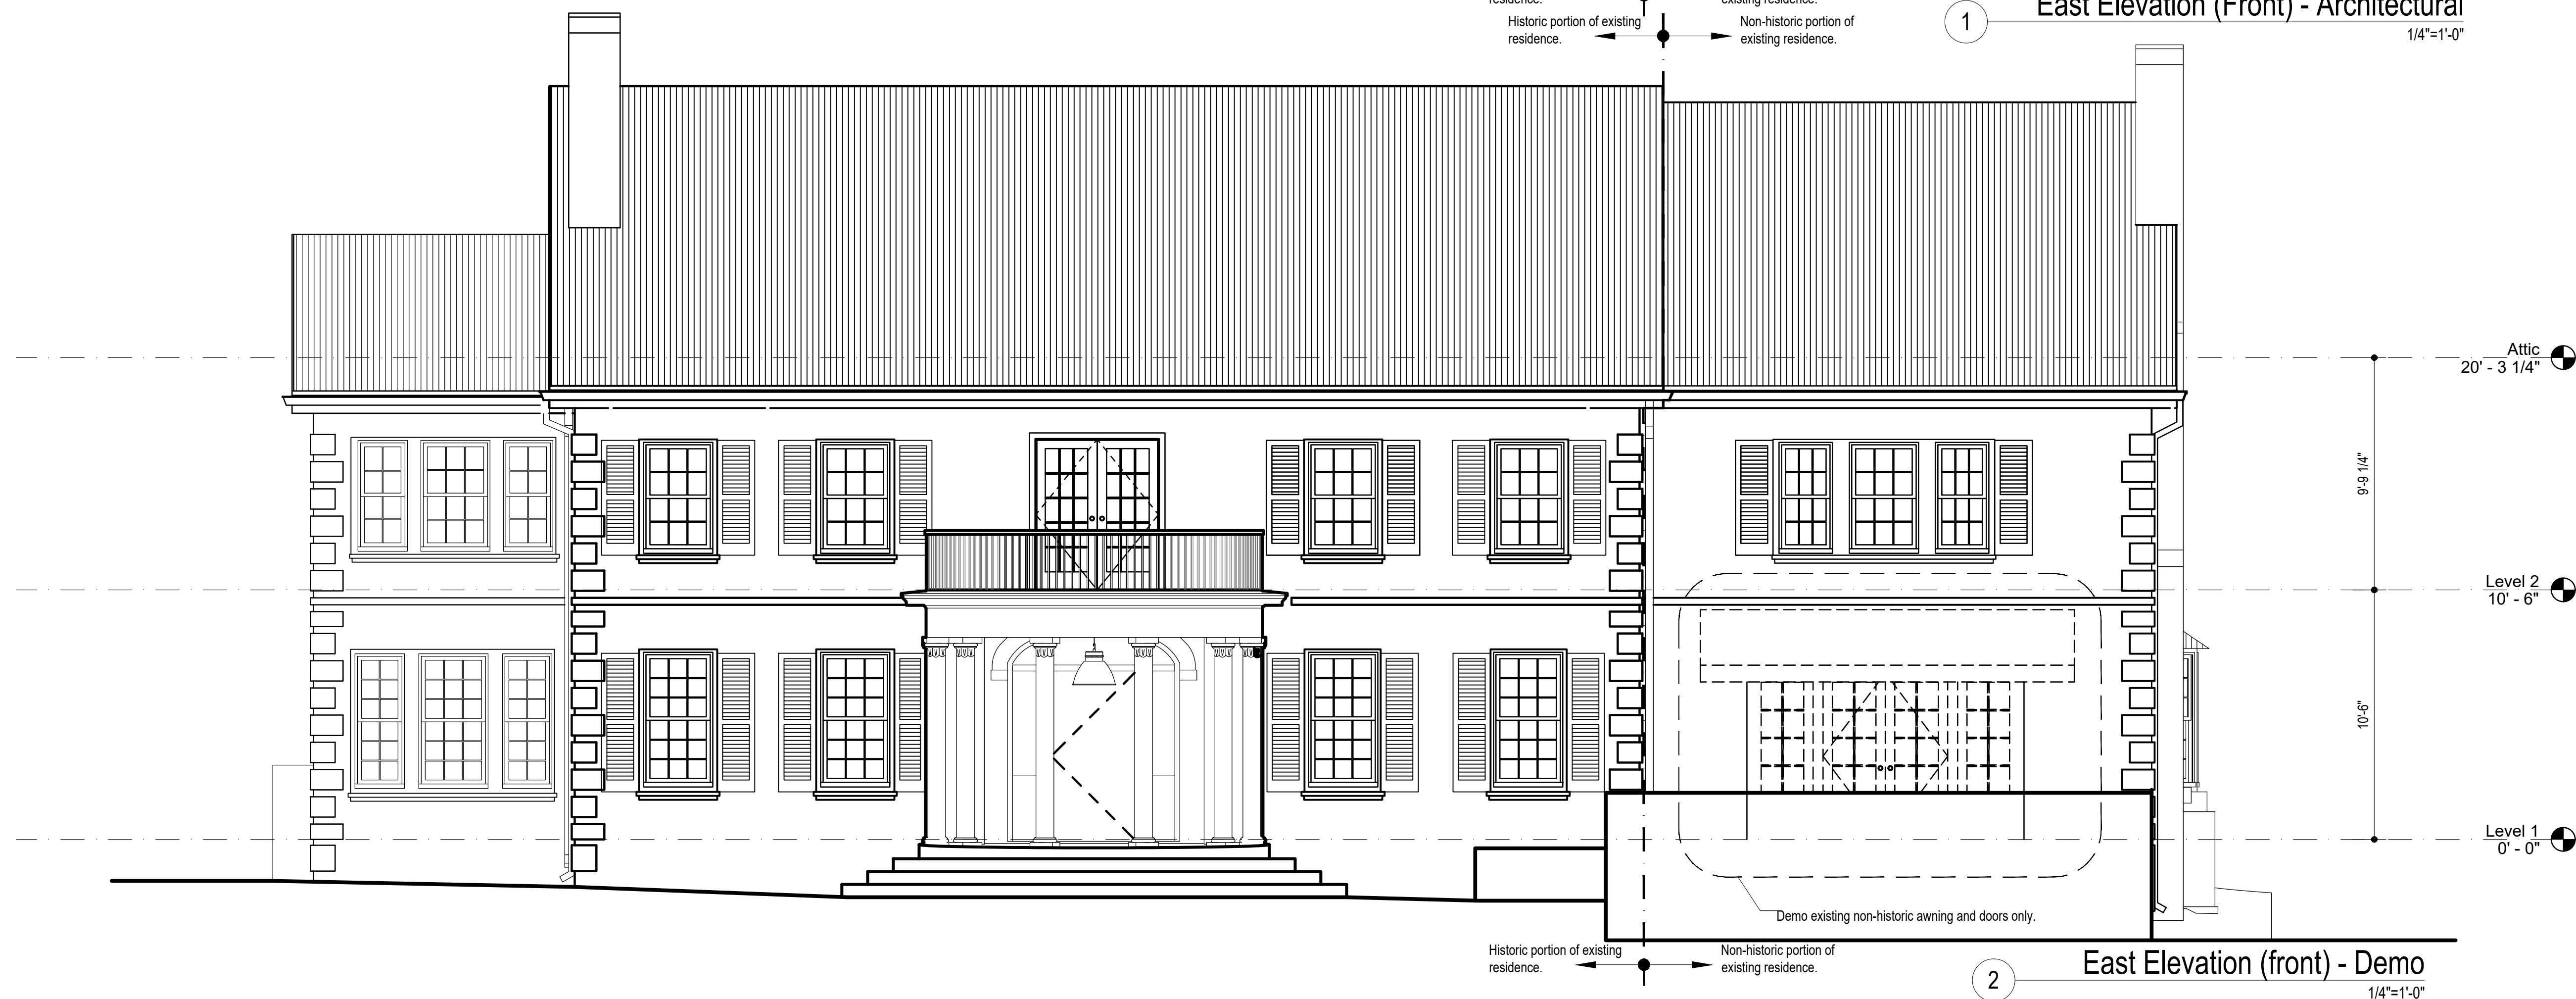 residence.
existing residence.
Historic portion of existing
residence.
Non-historic portion of
existing residence.
1
East Elevation (Front) - Architectural
1/4"=1'-0"
Attic
20' - 3 1/4"
9'-9 1/4"
Level 2
10' - 6"
10'-6"
Level 1
0' - 0"
Demo existing non-historic awning and doors only.
Historic portion of existing
residence.
Non-historic portion of
existing residence.
2
East Elevation (front) - Demo
1/4"=1'-0"